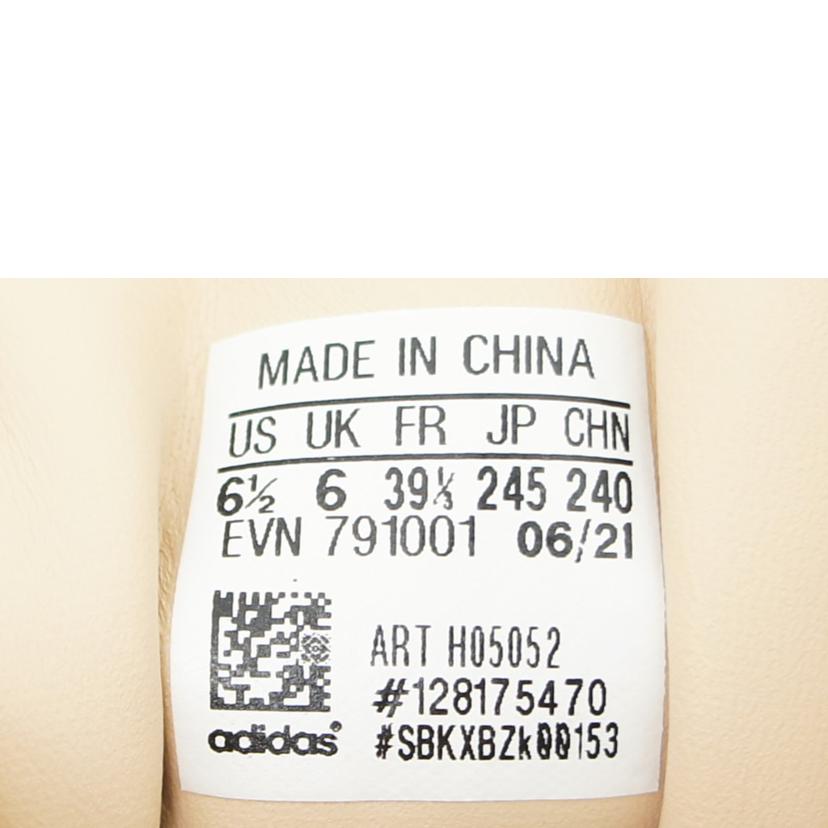 MADE IN CHINA
US UK FR JP CHN
6½ 6 39⅓ 245 240
EVN 791001 06/21
ART H05052
#128175470
adidas® #SBKXBZk00153